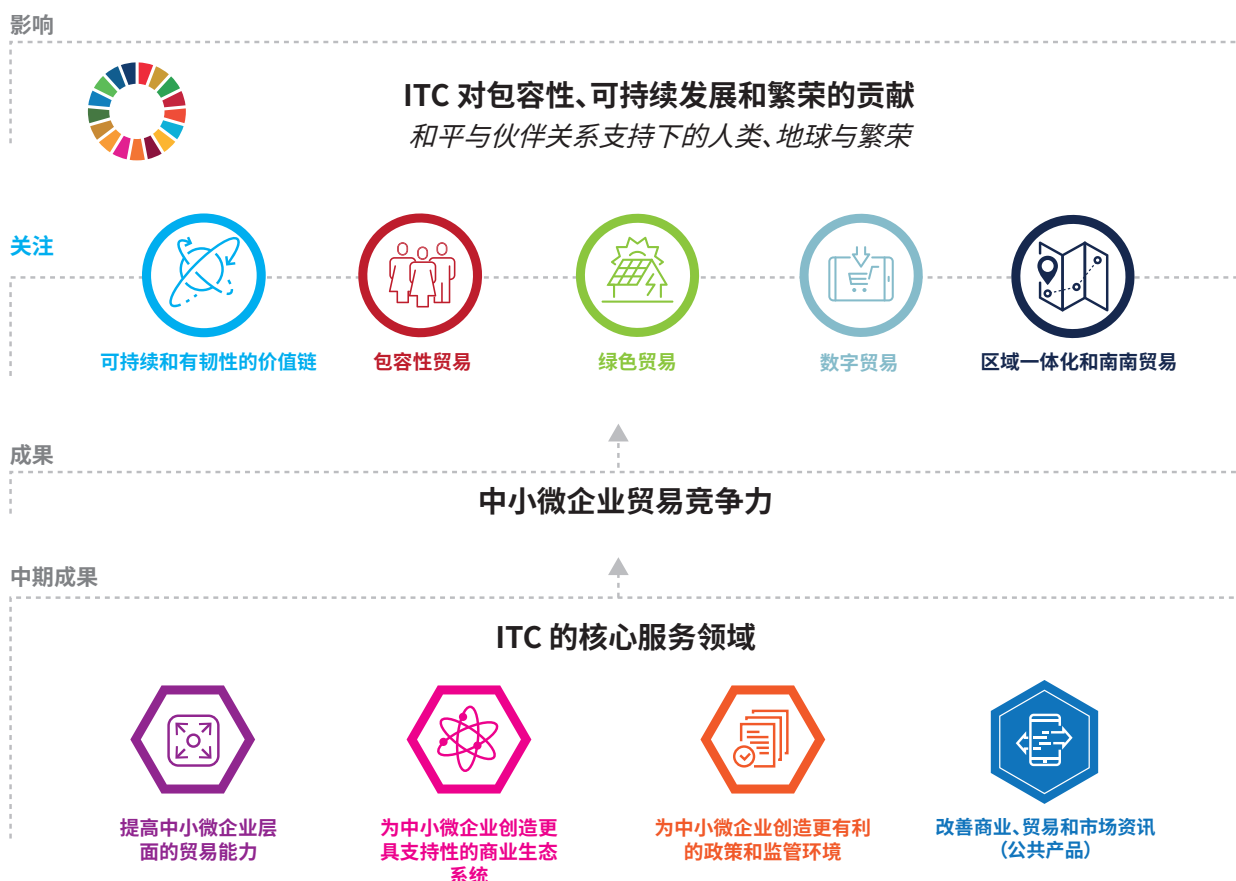 影响
ITC 对包容性、可持续发展和繁荣的贡献
和平与伙伴关系支持下的人类、地球与繁荣
关注
可持续和有韧性的价值链
包容性贸易
绿色贸易
数字贸易
区域一体化和南南贸易
成果
中小微企业贸易竞争力
中期成果
ITC 的核心服务领域
提高中小微企业层
面的贸易能力
为中小微企业创造更
具支持性的商业生态
系统
为中小微企业创造更有利
的政策和监管环境
改善商业、贸易和市场资讯
（公共产品）